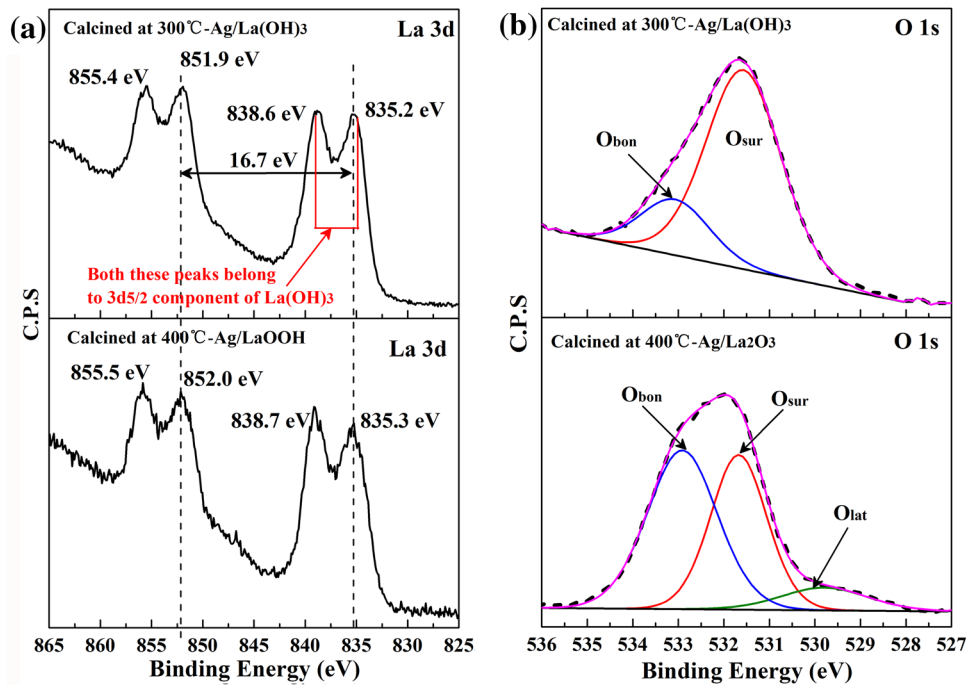 (a)
Calcined at 300℃-Ag/La(OH)3
La 3d
851.9 eV
855.4 eV
838.6 eV
835.2 eV
16.7 eV
Both these peaks belong
to 3d5/2 component of La(OH)3
C.P.S
Calcined at 400℃-Ag/LaOOH
La 3d
855.5 eV
852.0 eV
838.7 eV
835.3 eV
865 860 855 850 845 840 835 830 825
Binding Energy (eV)
(b)
Calcined at 300℃-Ag/La(OH)3
O 1s
Obon
Osur
C.P.S
Calcined at 400℃-Ag/La2O3
O 1s
Obon
Osur
Olat
536 535 534 533 532 531 530 529 528 527
Binding Energy (eV)